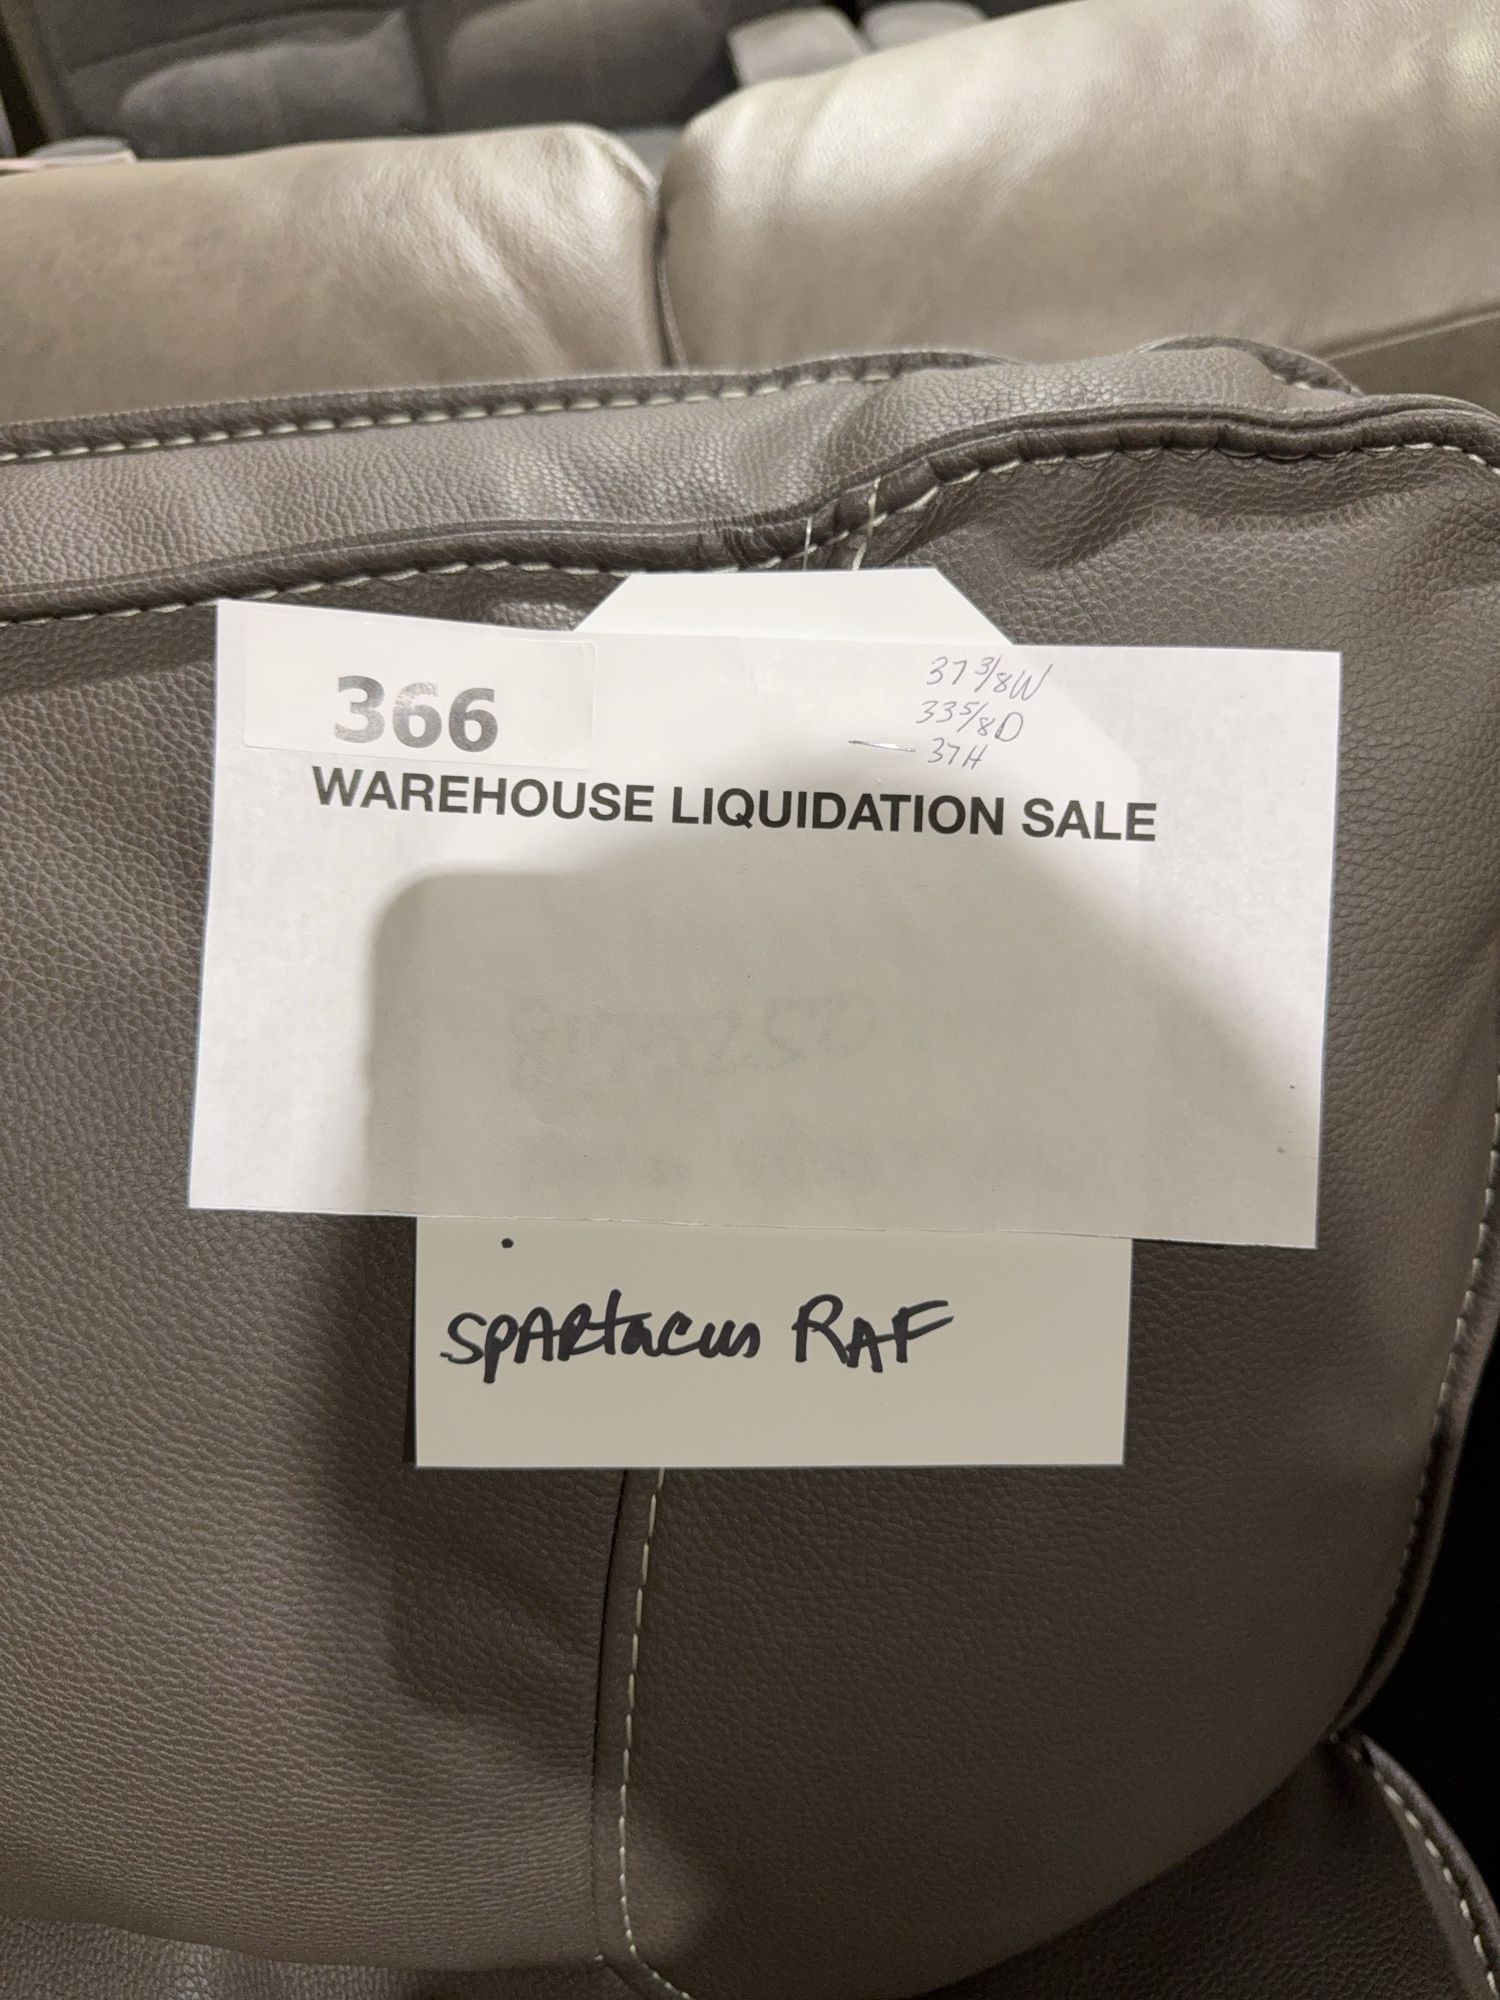 366
37 3/8W
33 5/8D
37H
WAREHOUSE LIQUIDATION SALE
SPARtacus RAF